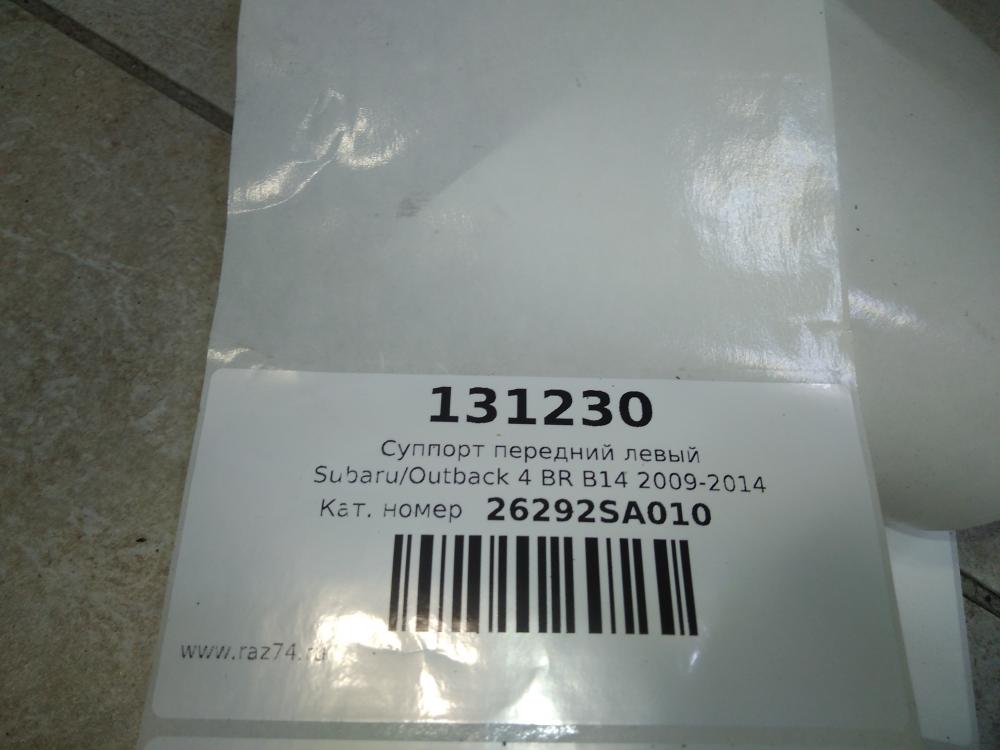 131230
Суппорт передний левый
Subaru/Outback 4 BR B14 2009-2014
Кат. номер 26292SA010
www.raz74.ru